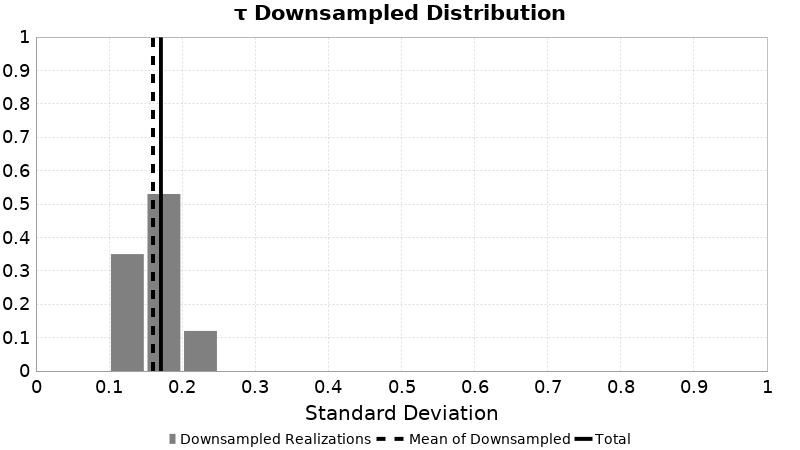 τ Downsampled Distribution
1
0.9
0.8
0.7
0.6
0.5
0.4
0.3
0.2
0.1
0
0 0.1 0.2 0.3 0.4 0.5 0.6 0.7 0.8 0.9 1
Standard Deviation
Downsampled Realizations Mean of Downsampled Total